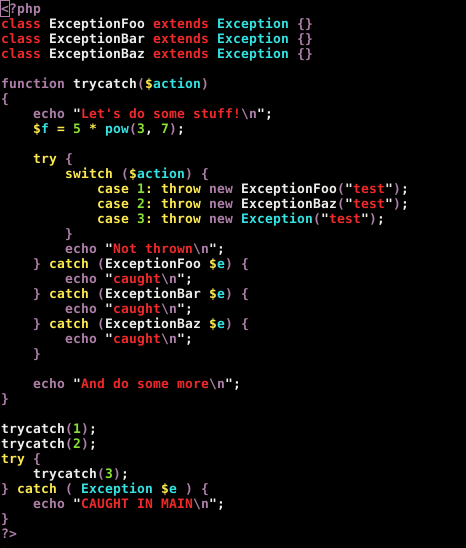 <?php
class ExceptionFoo extends Exception {}
class ExceptionBar extends Exception {}
class ExceptionBaz extends Exception {}

function trycatch($action)
{
    echo "Let's do some stuff!\n";
    $f = 5 * pow(3, 7);

    try {
        switch ($action) {
            case 1: throw new ExceptionFoo("test");
            case 2: throw new ExceptionBaz("test");
            case 3: throw new Exception("test");
        }
        echo "Not thrown\n";
    } catch (ExceptionFoo $e) {
        echo "caught\n";
    } catch (ExceptionBar $e) {
        echo "caught\n";
    } catch (ExceptionBaz $e) {
        echo "caught\n";
    }

    echo "And do some more\n";
}

trycatch(1);
trycatch(2);
try {
    trycatch(3);
} catch ( Exception $e ) {
    echo "CAUGHT IN MAIN\n";
}
?>